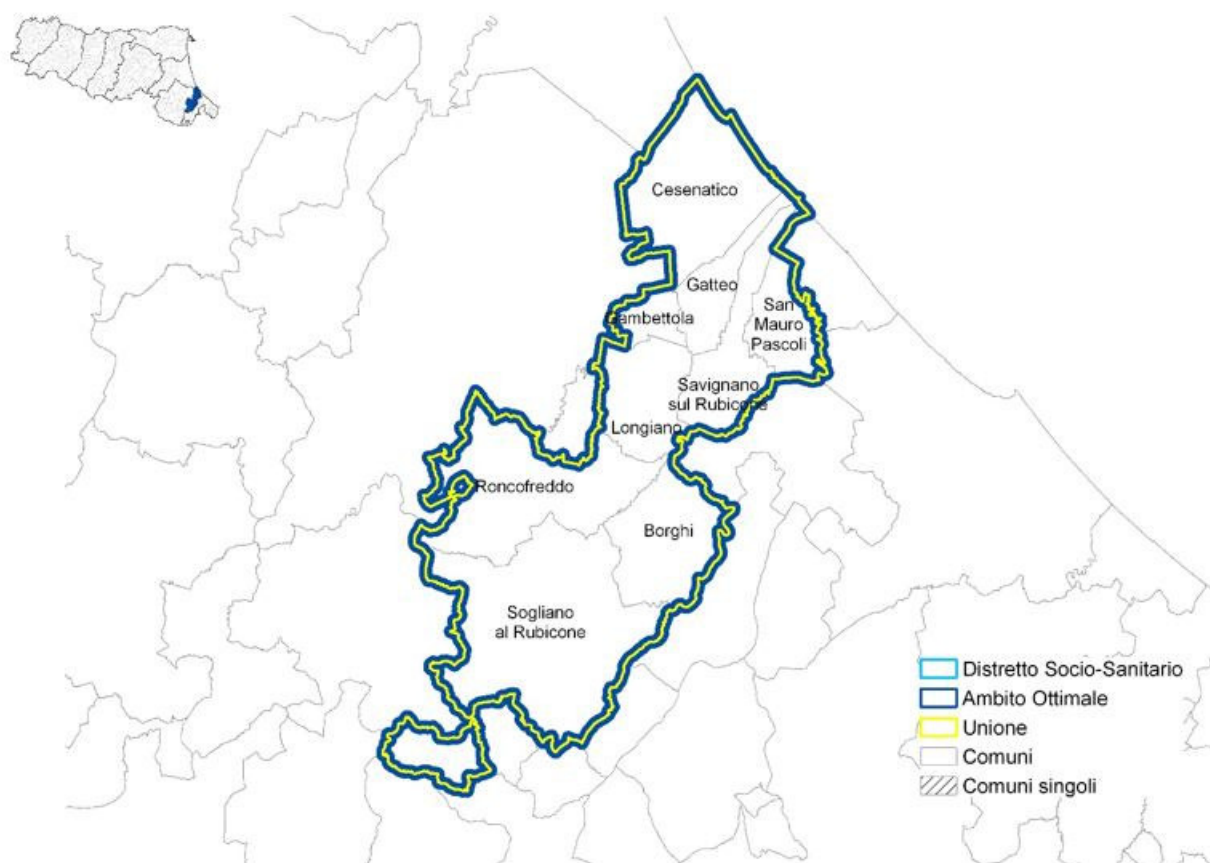 Cesenatico
Gatteo
Gambettola
San
Mauro
Pascoli
Savignano
sul Rubicone
Longiano
Roncofreddo
Borghi
Sogliano
al Rubicone
Distretto Socio-Sanitario
Ambito Ottimale
Unione
Comuni
Comuni singoli